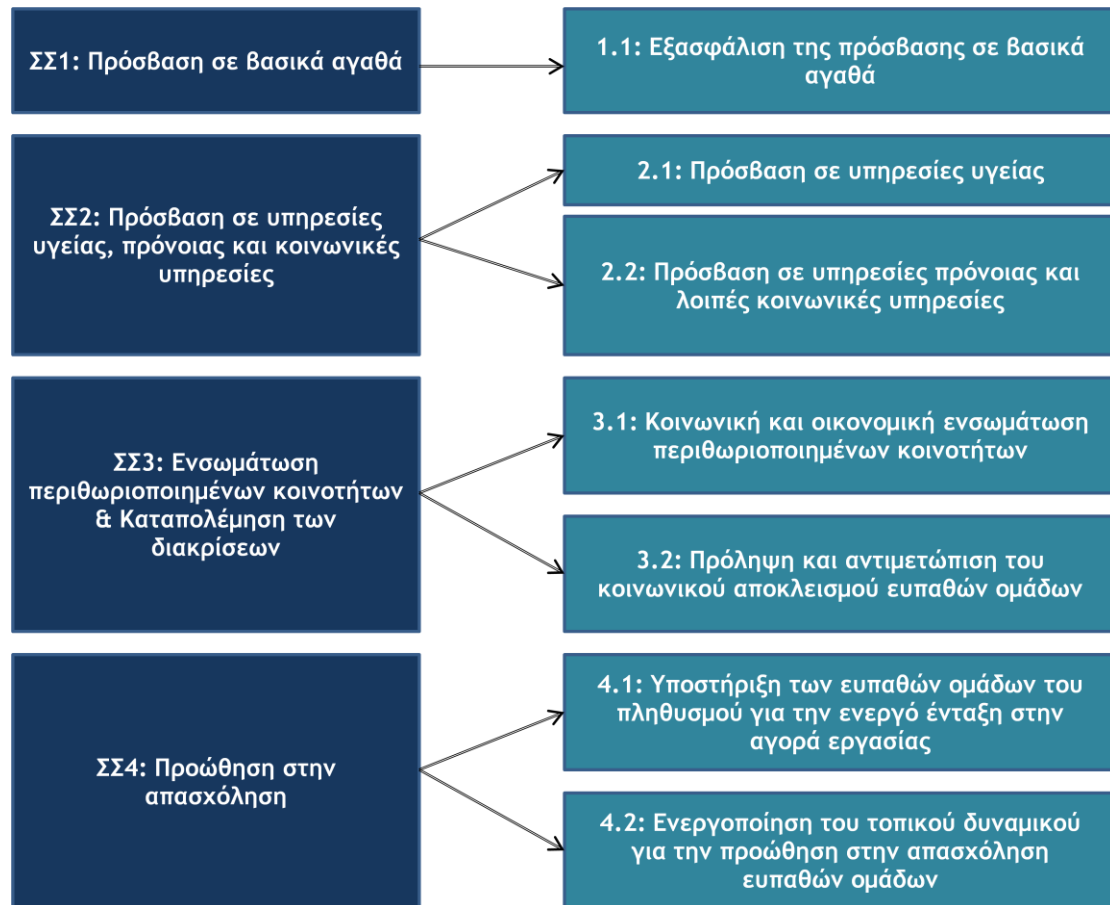 ΣΣ1: Πρόσβαση σε βασικά αγαθά
1.1: Εξασφάλιση της πρόσβασης σε βασικά
αγαθά
ΣΣ2: Πρόσβαση σε υπηρεσίες
υγείας, πρόνοιας και κοινωνικές
υπηρεσίες
2.1: Πρόσβαση σε υπηρεσίες υγείας
2.2: Πρόσβαση σε υπηρεσίες πρόνοιας και
λοιπές κοινωνικές υπηρεσίες
ΣΣ3: Ενσωμάτωση
περιθωριοποιημένων κοινοτήτων
& Καταπολέμηση των
διακρίσεων
3.1: Κοινωνική και οικονομική ενσωμάτωση
περιθωριοποιημένων κοινοτήτων
3.2: Πρόληψη και αντιμετώπιση του
κοινωνικού αποκλεισμού ευπαθών ομάδων
ΣΣ4: Προώθηση στην
απασχόληση
4.1: Υποστήριξη των ευπαθών ομάδων του
πληθυσμού για την ενεργό ένταξη στην
αγορά εργασίας
4.2: Ενεργοποίηση του τοπικού δυναμικού
για την προώθηση στην απασχόληση
ευπαθών ομάδων